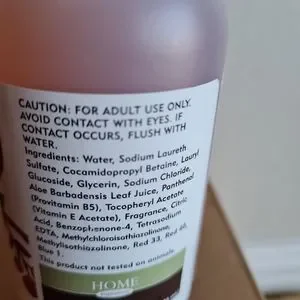 CAUTION: FOR ADULT USE ONLY.
AVOID CONTACT WITH EYES. IF
CONTACT OCCURS, FLUSH WITH
WATER.
Ingredients: Water, Sodium Laureth
Sulfate, Cocamidopropyl Betaine, Lauryl
Glucoside, Glycerin, Sodium Chloride,
Aloe Barbadensis Leaf Juice, Panthenol
(Provitamin B5), Tocopheryl Acetate
(Vitamin E Acetate), Fragrance, Citric
Acid, Benzophenone-4, Tetrasodium
EDTA, Methylchloroisothiazolinone,
Methylisothiazolinone, Red 33, Red 40,
Blue 1.
This product not tested on animals.
HOME